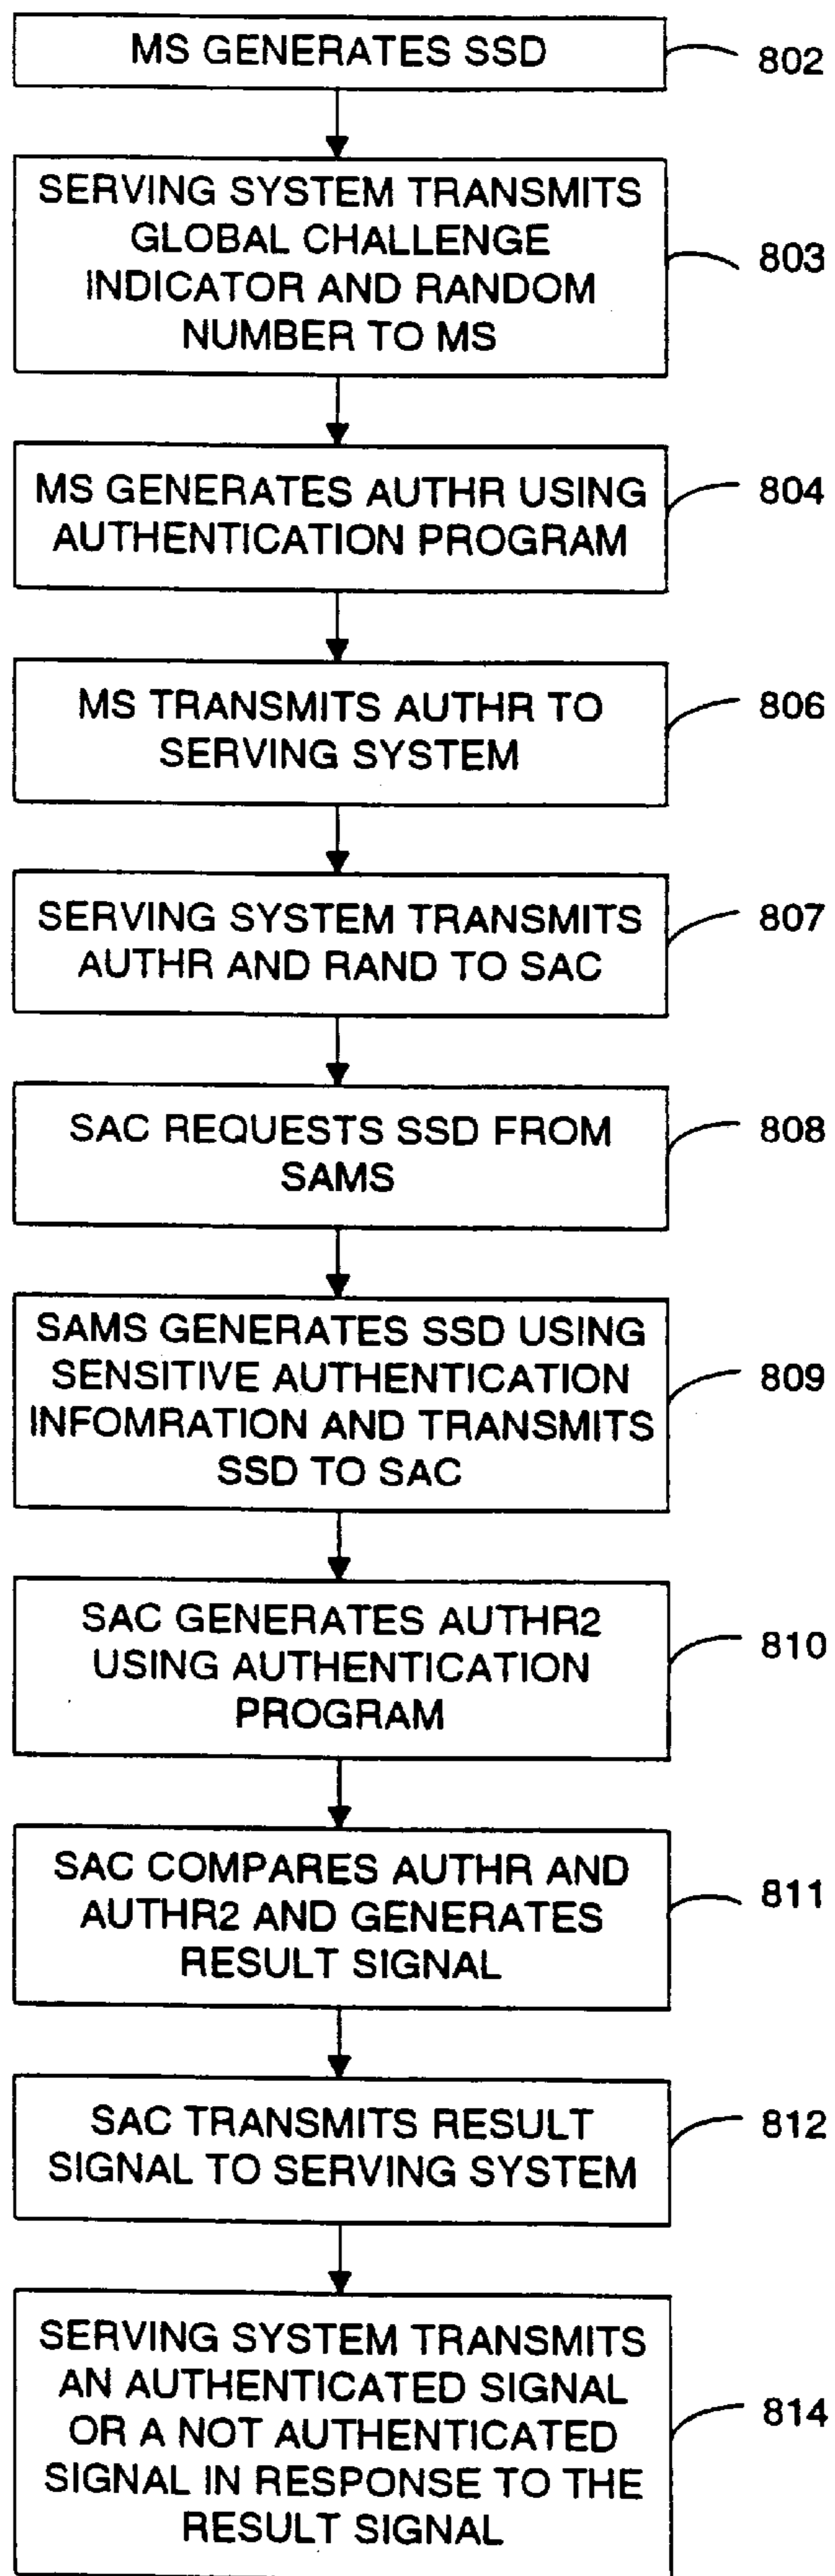 MS GENERATES SSD
802
SERVING SYSTEM TRANSMITS
GLOBAL CHALLENGE
INDICATOR AND RANDOM
NUMBER TO MS
803
MS GENERATES AUTHR USING
AUTHENTICATION PROGRAM
804
MS TRANSMITS AUTHR TO
SERVING SYSTEM
806
SERVING SYSTEM TRANSMITS
AUTHR AND RAND TO SAC
807
SAC REQUESTS SSD FROM
SAMS
808
SAMS GENERATES SSD USING
SENSITIVE AUTHENTICATION
INFOMRATION AND TRANSMITS
SSD TO SAC
809
SAC GENERATES AUTHR2
USING AUTHENTICATION
PROGRAM
810
SAC COMPARES AUTHR AND
AUTHR2 AND GENERATES
RESULT SIGNAL
811
SAC TRANSMITS RESULT
SIGNAL TO SERVING SYSTEM
812
SERVING SYSTEM TRANSMITS
AN AUTHENTICATED SIGNAL
OR A NOT AUTHENTICATED
SIGNAL IN RESPONSE TO THE
RESULT SIGNAL
814